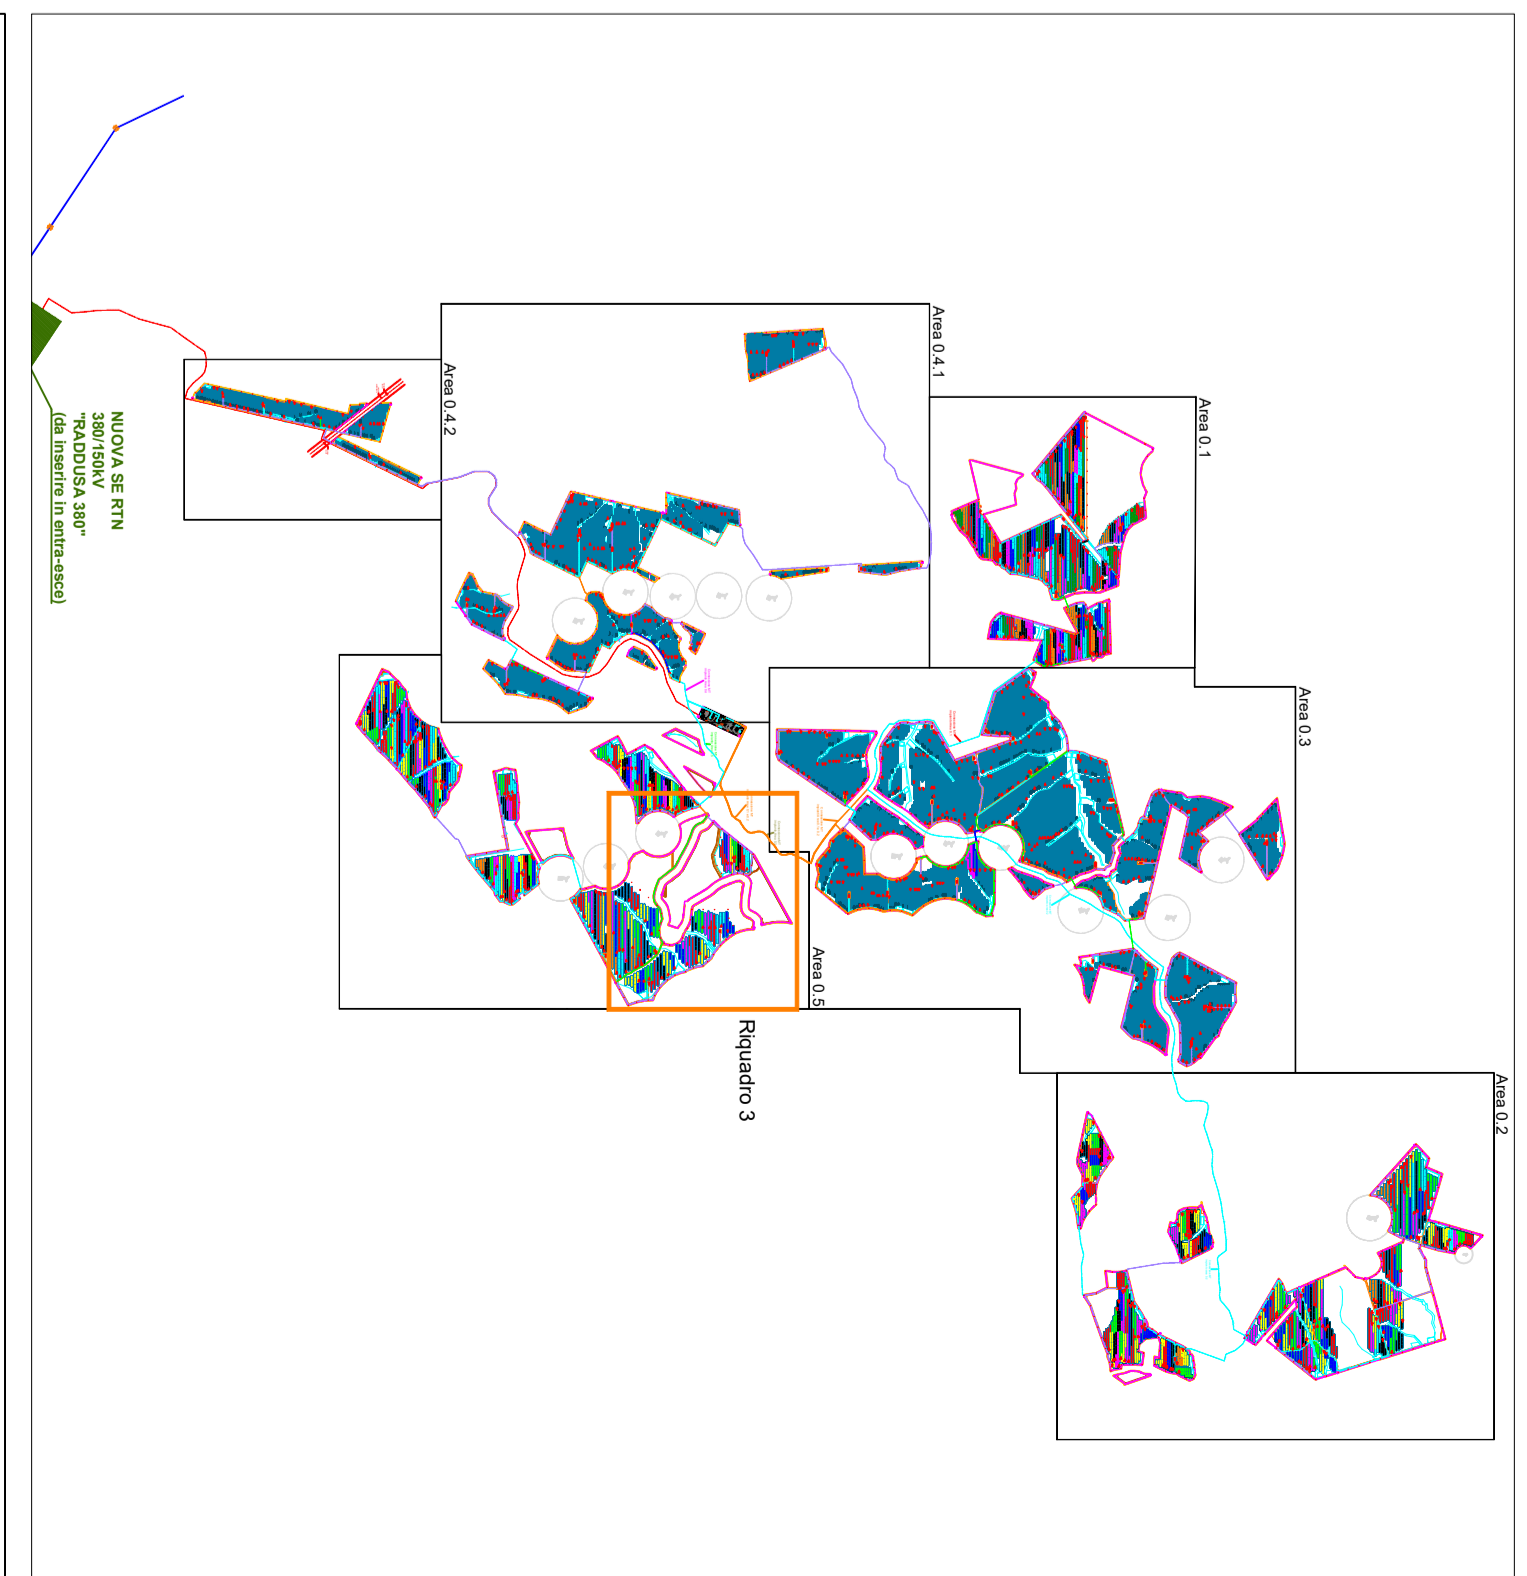 Area 0.2
Area 0.3
Area 0.1
Area 0.4.1
Area 0.5
Riquadro 3
Area 0.4.2
NUOVA SE RTN
380/150kV
"RADDUSA 380"
(da inserire in entra-esce)